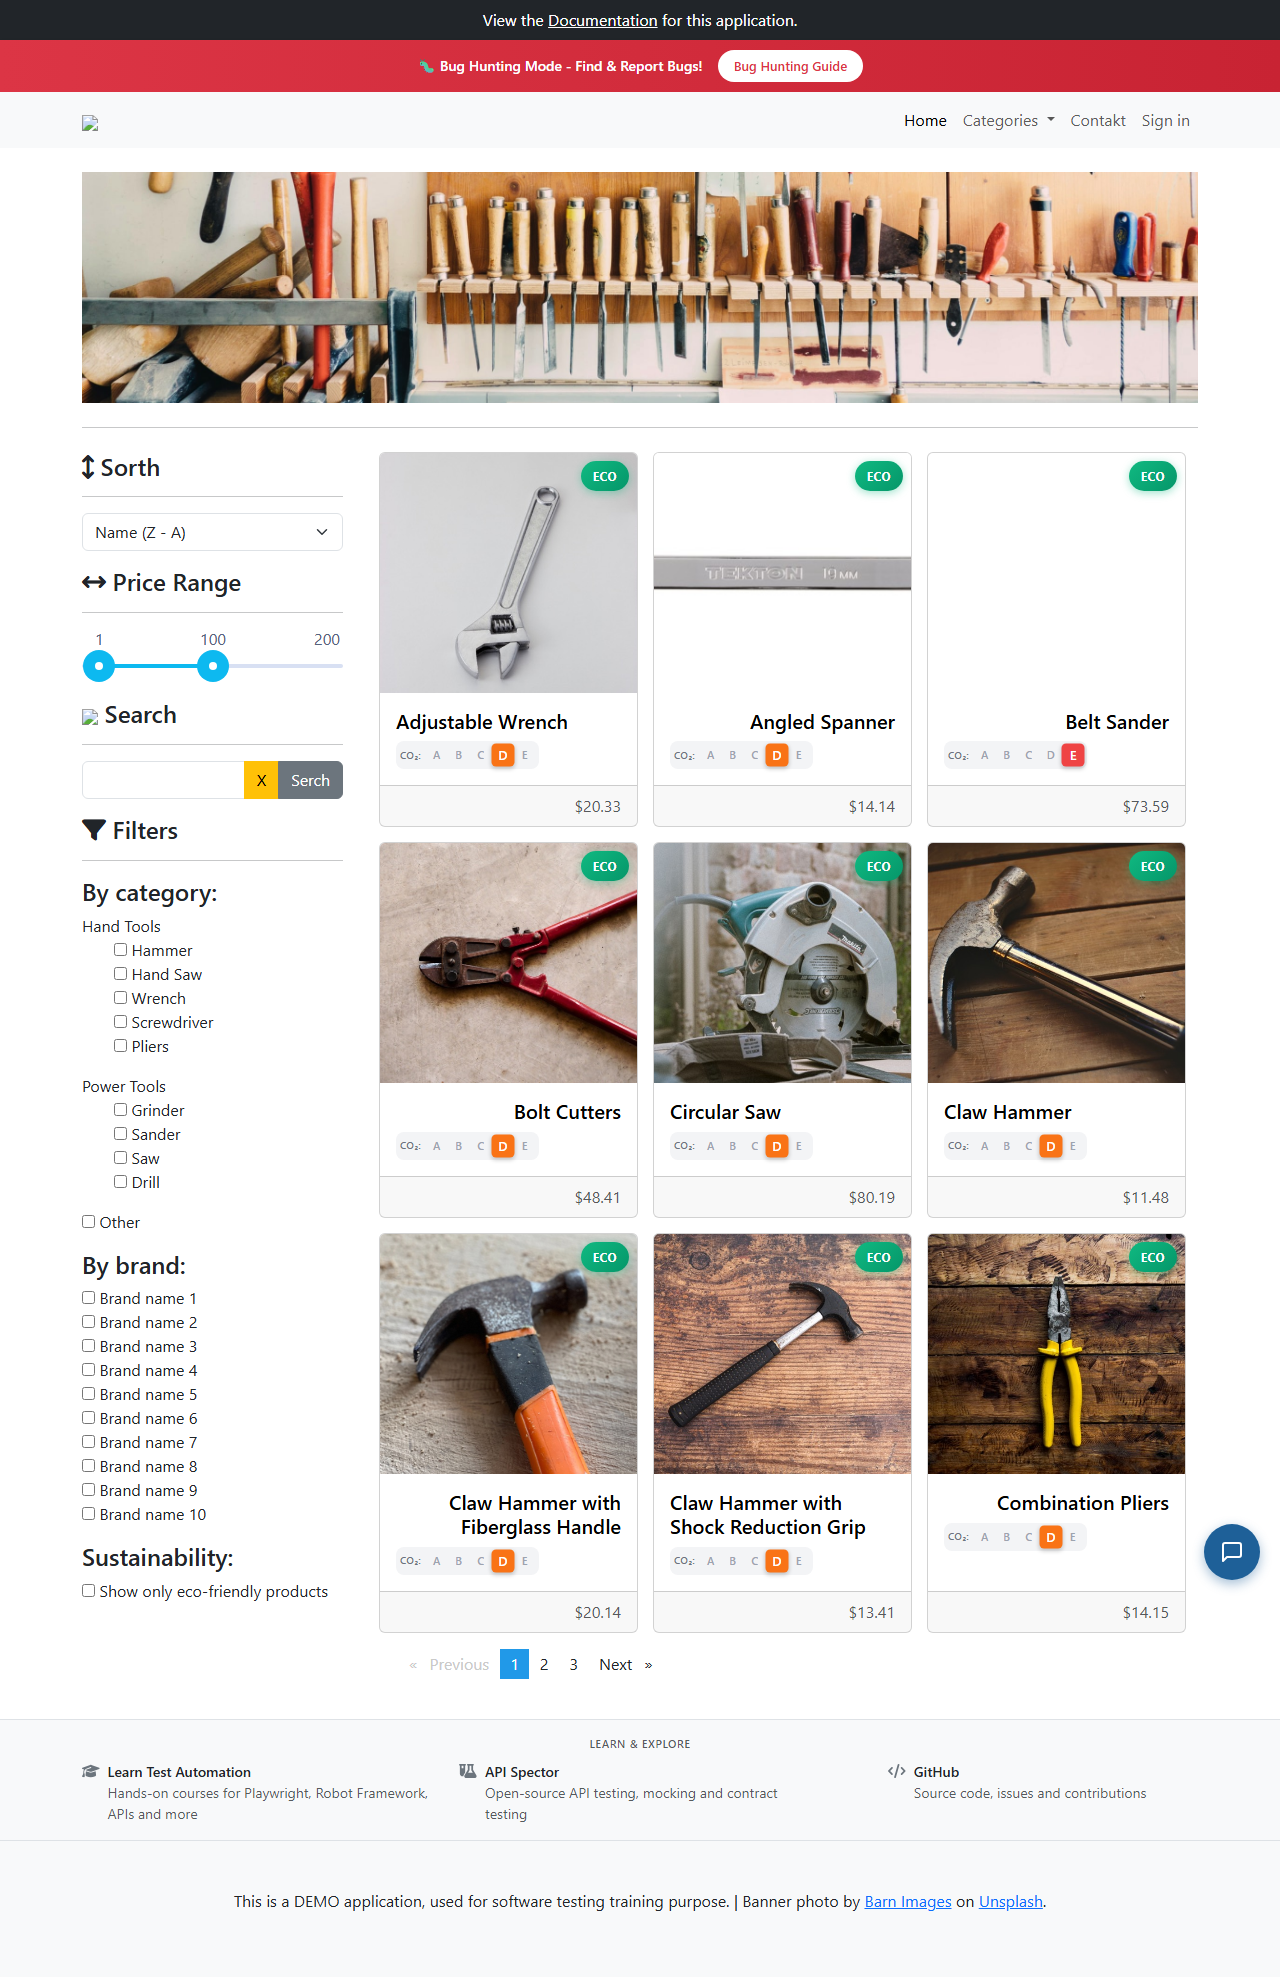 View the Documentation for this application.
Bug Hunting Mode - Find & Report Bugs! Bug Hunting Guide
Home Categories Contakt Sign in
Sorth
Name (Z - A)
Price Range
1 100 200
Search
X Serch
Filters
By category:
Hand Tools
Hammer
Hand Saw
Wrench
Screwdriver
Pliers
Power Tools
Grinder
Sander
Saw
Drill
Other
By brand:
Brand name 1
Brand name 2
Brand name 3
Brand name 4
Brand name 5
Brand name 6
Brand name 7
Brand name 8
Brand name 9
Brand name 10
Sustainability:
Show only eco-friendly products
ECO
Adjustable Wrench
CO₂: A B C D E
$20.33
ECO
TEKTON 19 MM
Angled Spanner
CO₂: A B C D E
$14.14
ECO
Belt Sander
CO₂: A B C D E
$73.59
ECO
Bolt Cutters
CO₂: A B C D E
$48.41
ECO
Makita
Circular Saw
CO₂: A B C D E
$80.19
ECO
Claw Hammer
CO₂: A B C D E
$11.48
ECO
Claw Hammer with
Fiberglass Handle
CO₂: A B C D E
$20.14
ECO
Claw Hammer with
Shock Reduction Grip
CO₂: A B C D E
$13.41
ECO
Combination Pliers
CO₂: A B C D E
$14.15
« Previous 1 2 3 Next »
LEARN & EXPLORE
Learn Test Automation
Hands-on courses for Playwright, Robot Framework,
APIs and more
API Spector
Open-source API testing, mocking and contract
testing
GitHub
Source code, issues and contributions
This is a DEMO application, used for software testing training purpose. | Banner photo by Barn Images on Unsplash.